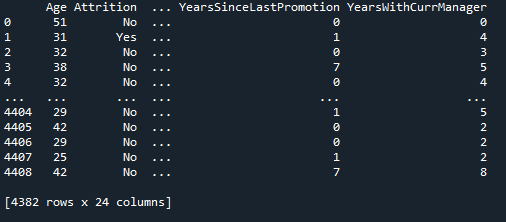 Age Attrition ... YearsSinceLastPromotion YearsWithCurrManager
0 51 No ... 0 0
1 31 Yes ... 1 4
2 32 No ... 0 3
3 38 No ... 7 5
4 32 No ... 0 4
... ... ... ... ... ...
4404 29 No ... 1 5
4405 42 No ... 0 2
4406 29 No ... 0 2
4407 25 No ... 1 2
4408 42 No ... 7 8
[4382 rows x 24 columns]